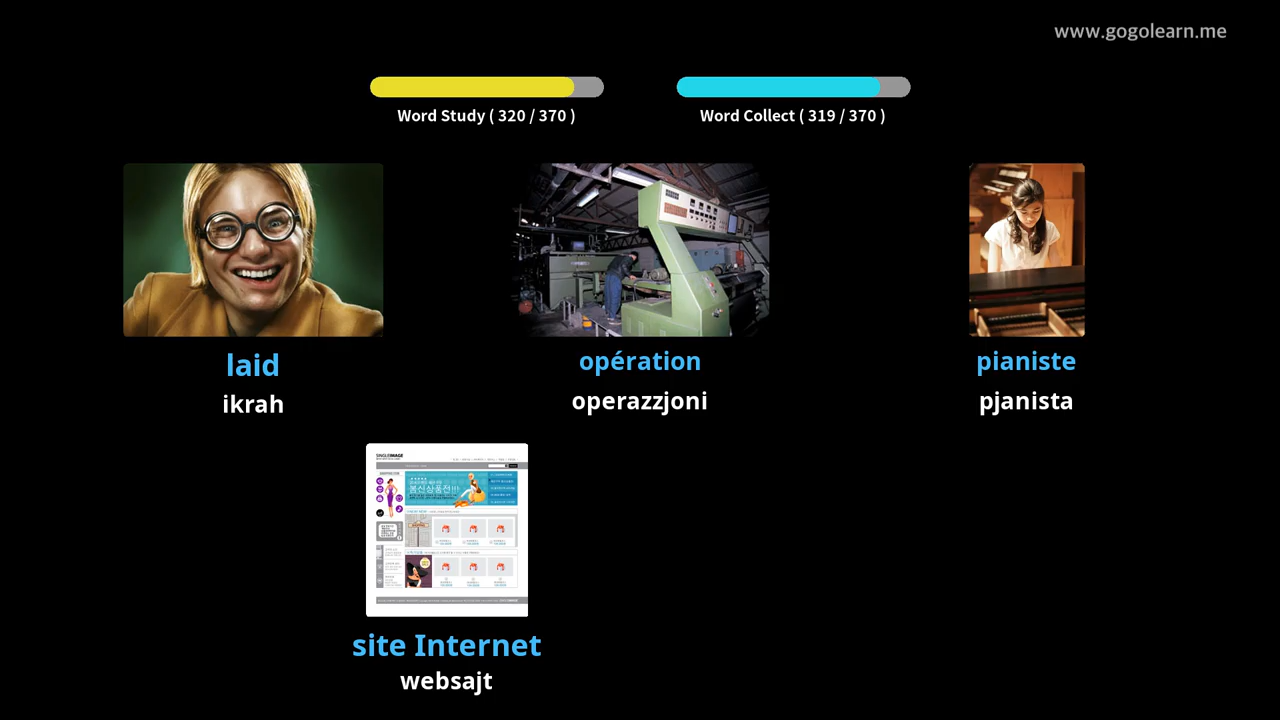 www.gogolearn.me
Word Study ( 320 / 370 )
Word Collect ( 319 / 370 )
laid
ikrah
opération
operazzjoni
pianiste
pjanista
site Internet
websajt